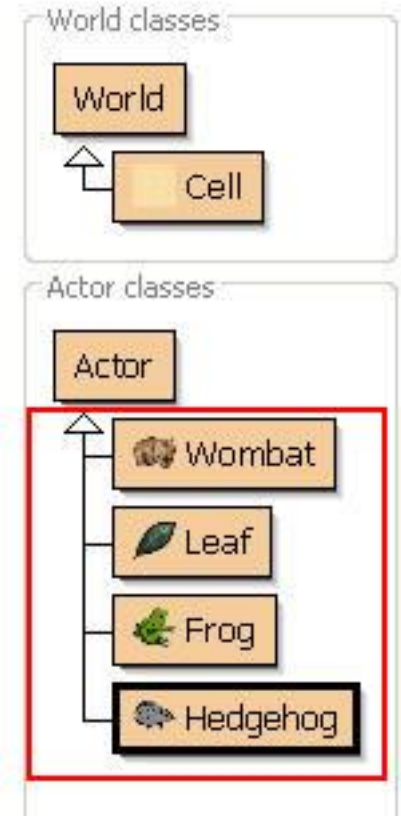 World classes
World
Cell
Actor classes
Actor
Wombat
Leaf
Frog
Hedgehog